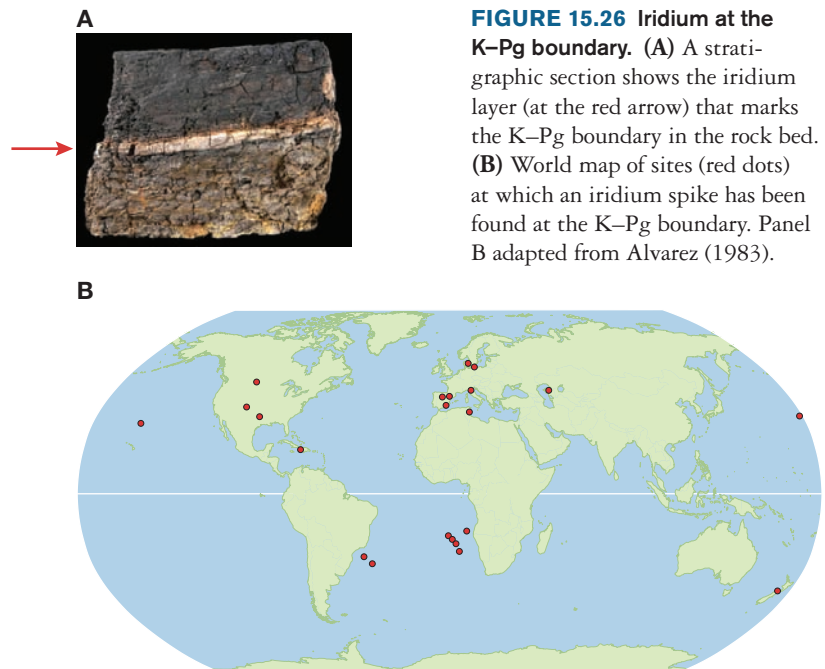 A
FIGURE 15.26 Iridium at the
K–Pg boundary. (A) A strati-
graphic section shows the iridium
layer (at the red arrow) that marks
the K–Pg boundary in the rock bed.
(B) World map of sites (red dots)
at which an iridium spike has been
found at the K–Pg boundary. Panel
B adapted from Alvarez (1983).
B